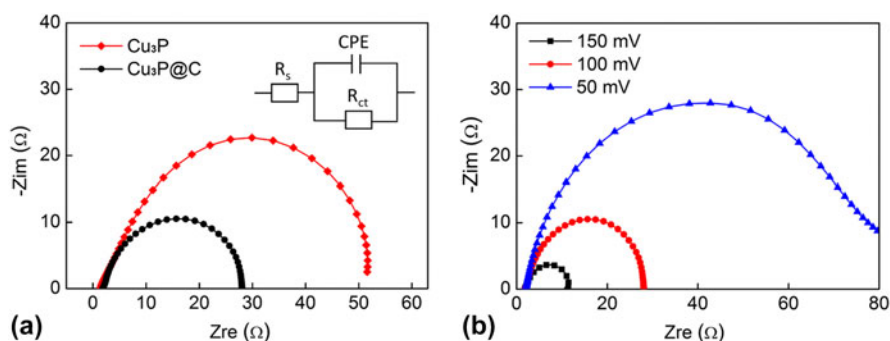 40
30
20
10
0
-Zim (Ω)
Cu₃P
Cu₃P@C
CPE
Rs
Rct
0 10 20 30 40 50 60
Zre (Ω)
(a)
40
30
20
10
0
-Zim (Ω)
150 mV
100 mV
50 mV
0 20 40 60 80
Zre (Ω)
(b)